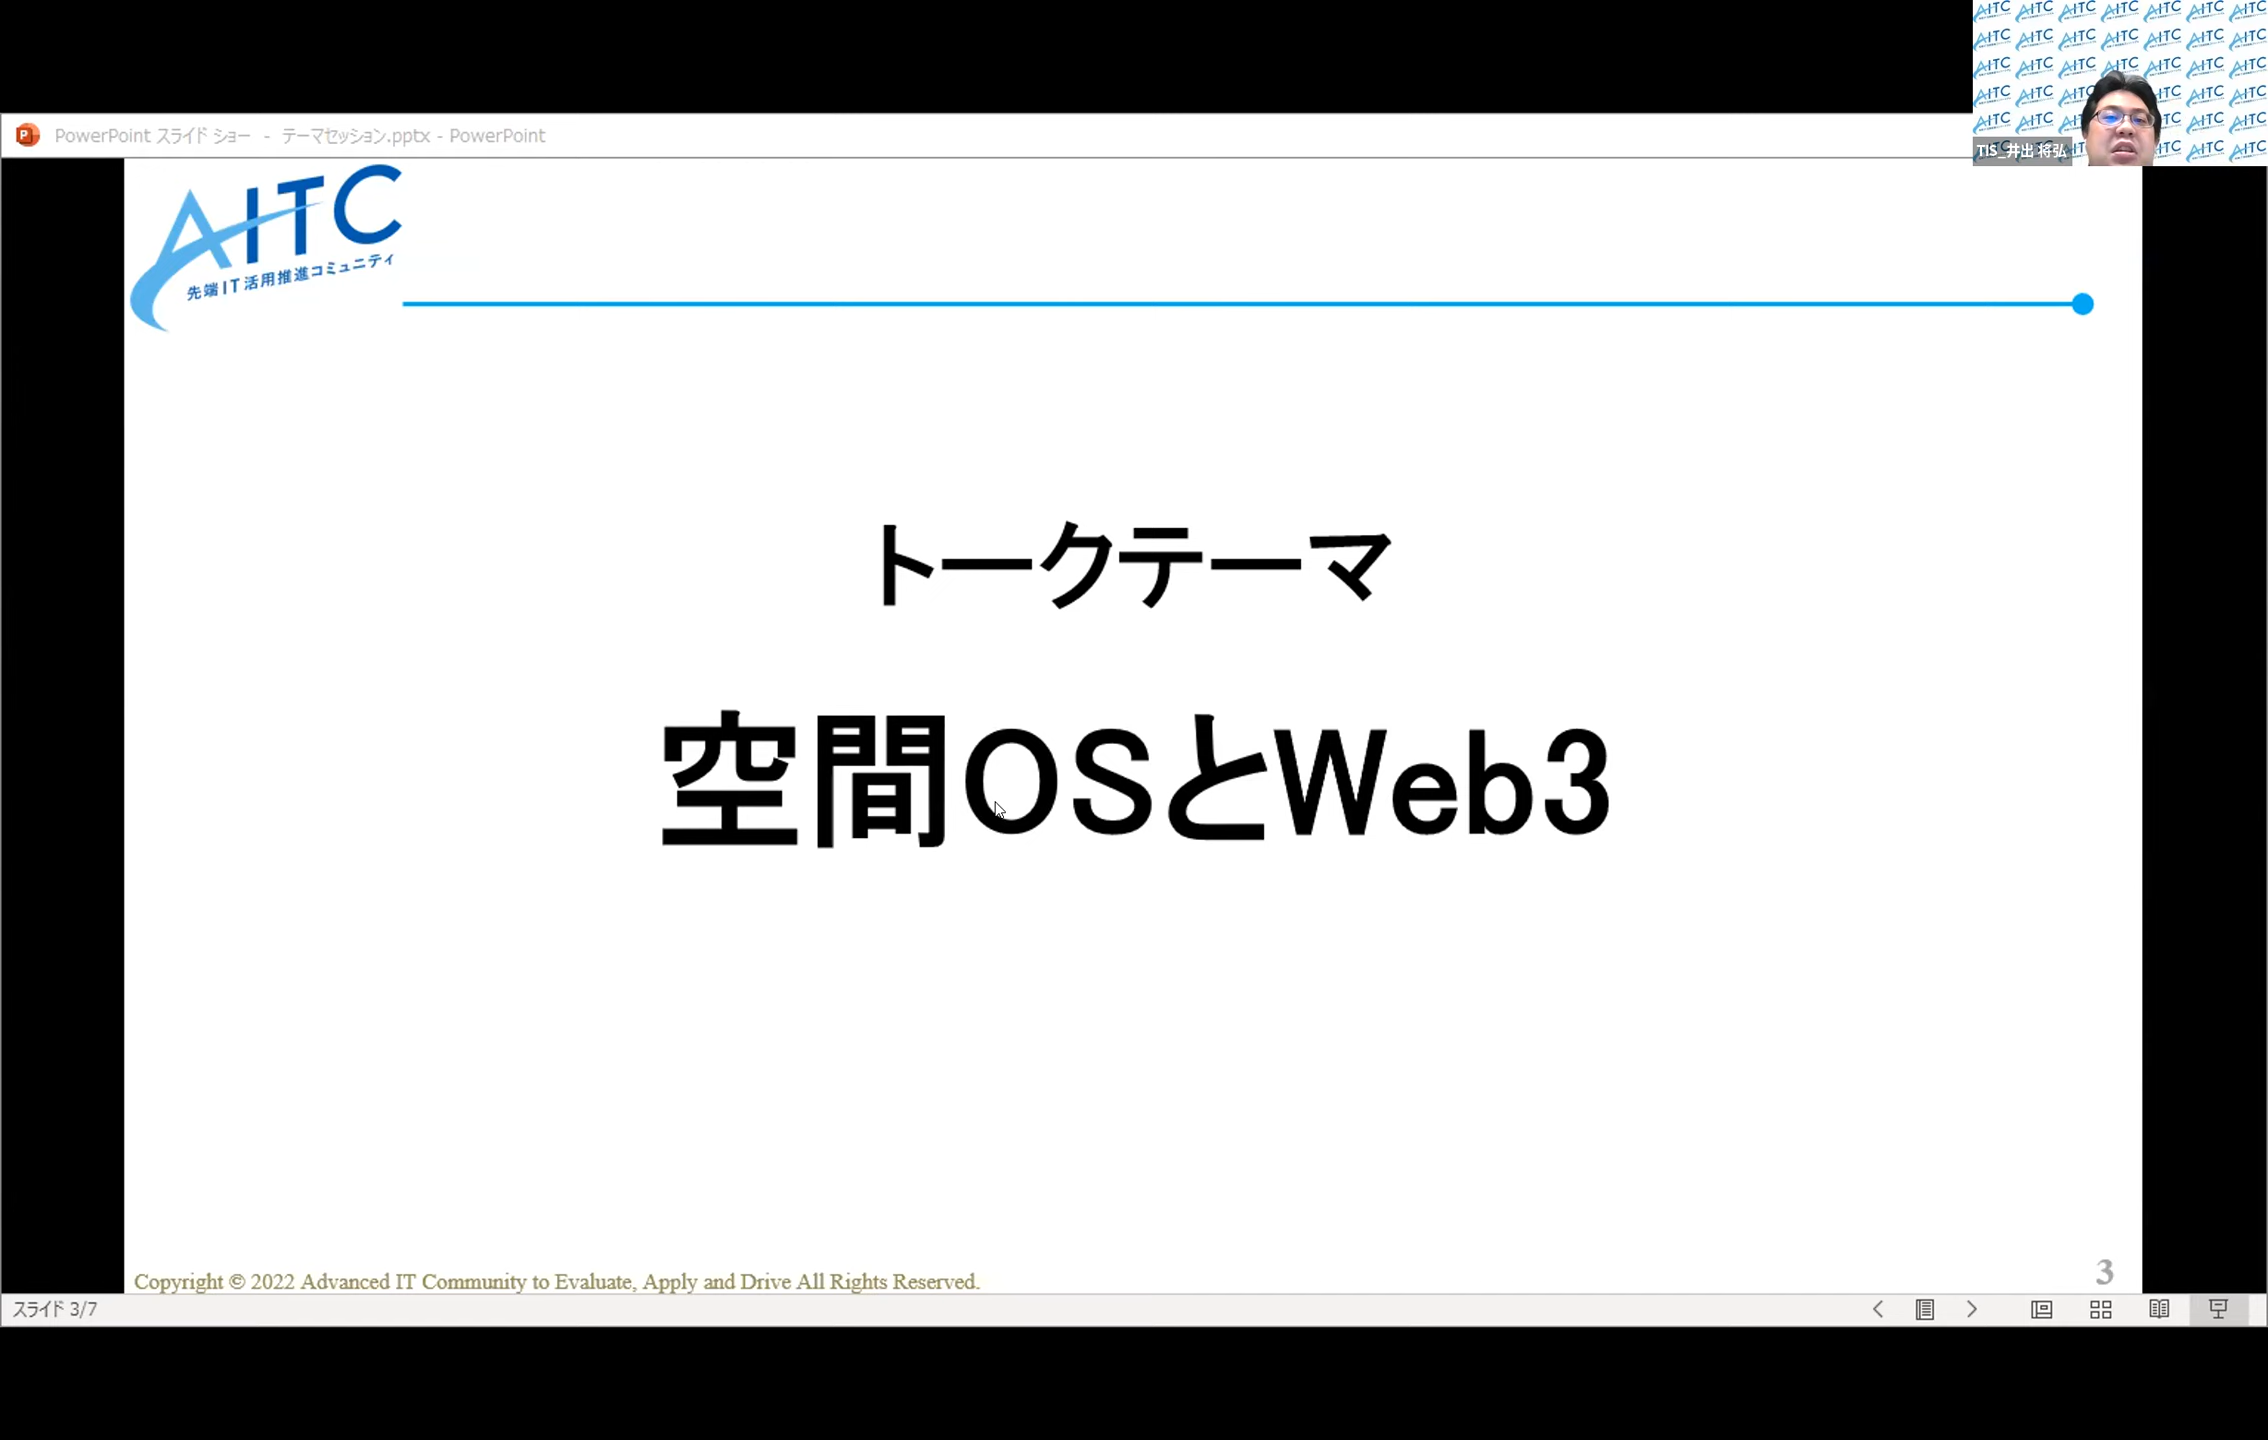 PowerPoint スライド ショー - テーマセッション.pptx - PowerPoint
TIS_井出 将弘
AITC
先端IT活用推進コミュニティ
トークテーマ
空間OSとWeb3
Copyright © 2022 Advanced IT Community to Evaluate, Apply and Drive All Rights Reserved.
3
スライド 3/7